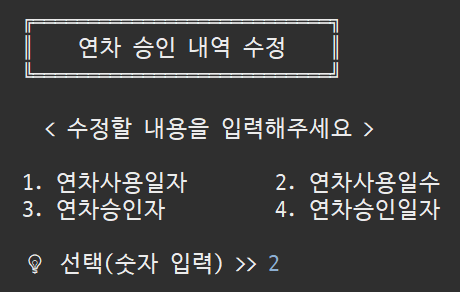 연차 승인 내역 수정
< 수정할 내용을 입력해주세요 >
1. 연차사용일자 2. 연차사용일수
3. 연차승인자 4. 연차승인일자
선택(숫자 입력) >> 2